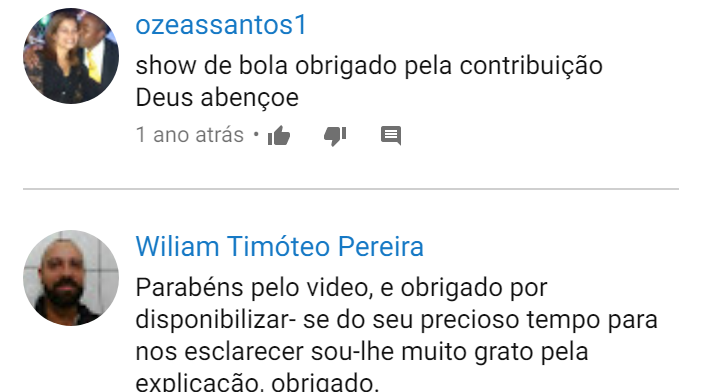 ozeassantos1
show de bola obrigado pela contribuição
Deus abençoe
1 ano atrás •
Wiliam Timóteo Pereira
Parabéns pelo video, e obrigado por
disponibilizar- se do seu precioso tempo para
nos esclarecer sou-lhe muito grato pela
explicação, obrigado.